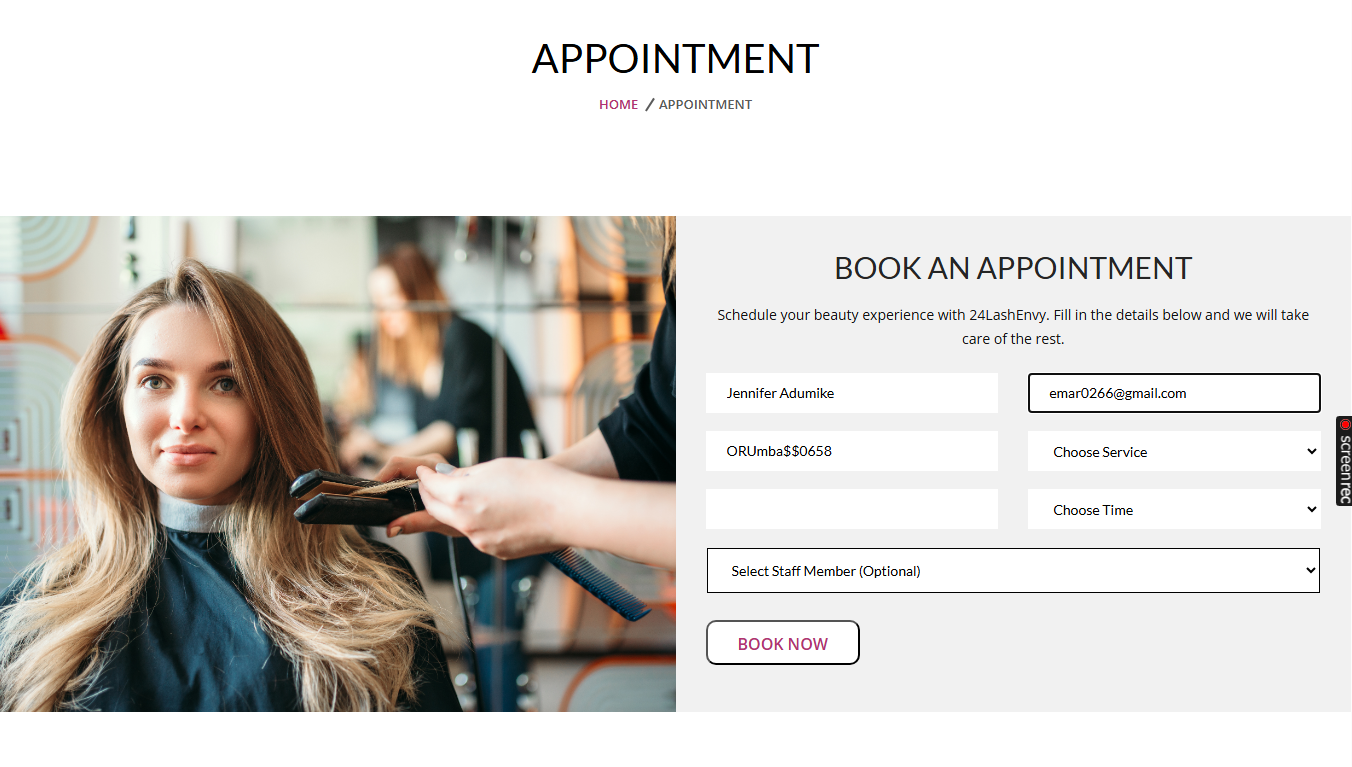 APPOINTMENT
HOME / APPOINTMENT
BOOK AN APPOINTMENT
Schedule your beauty experience with 24LashEnvy. Fill in the details below and we will take
care of the rest.
Jennifer Adumike
emar0266@gmail.com
ORUmba$$0658
Choose Service
Choose Time
Select Staff Member (Optional)
BOOK NOW
screenrec